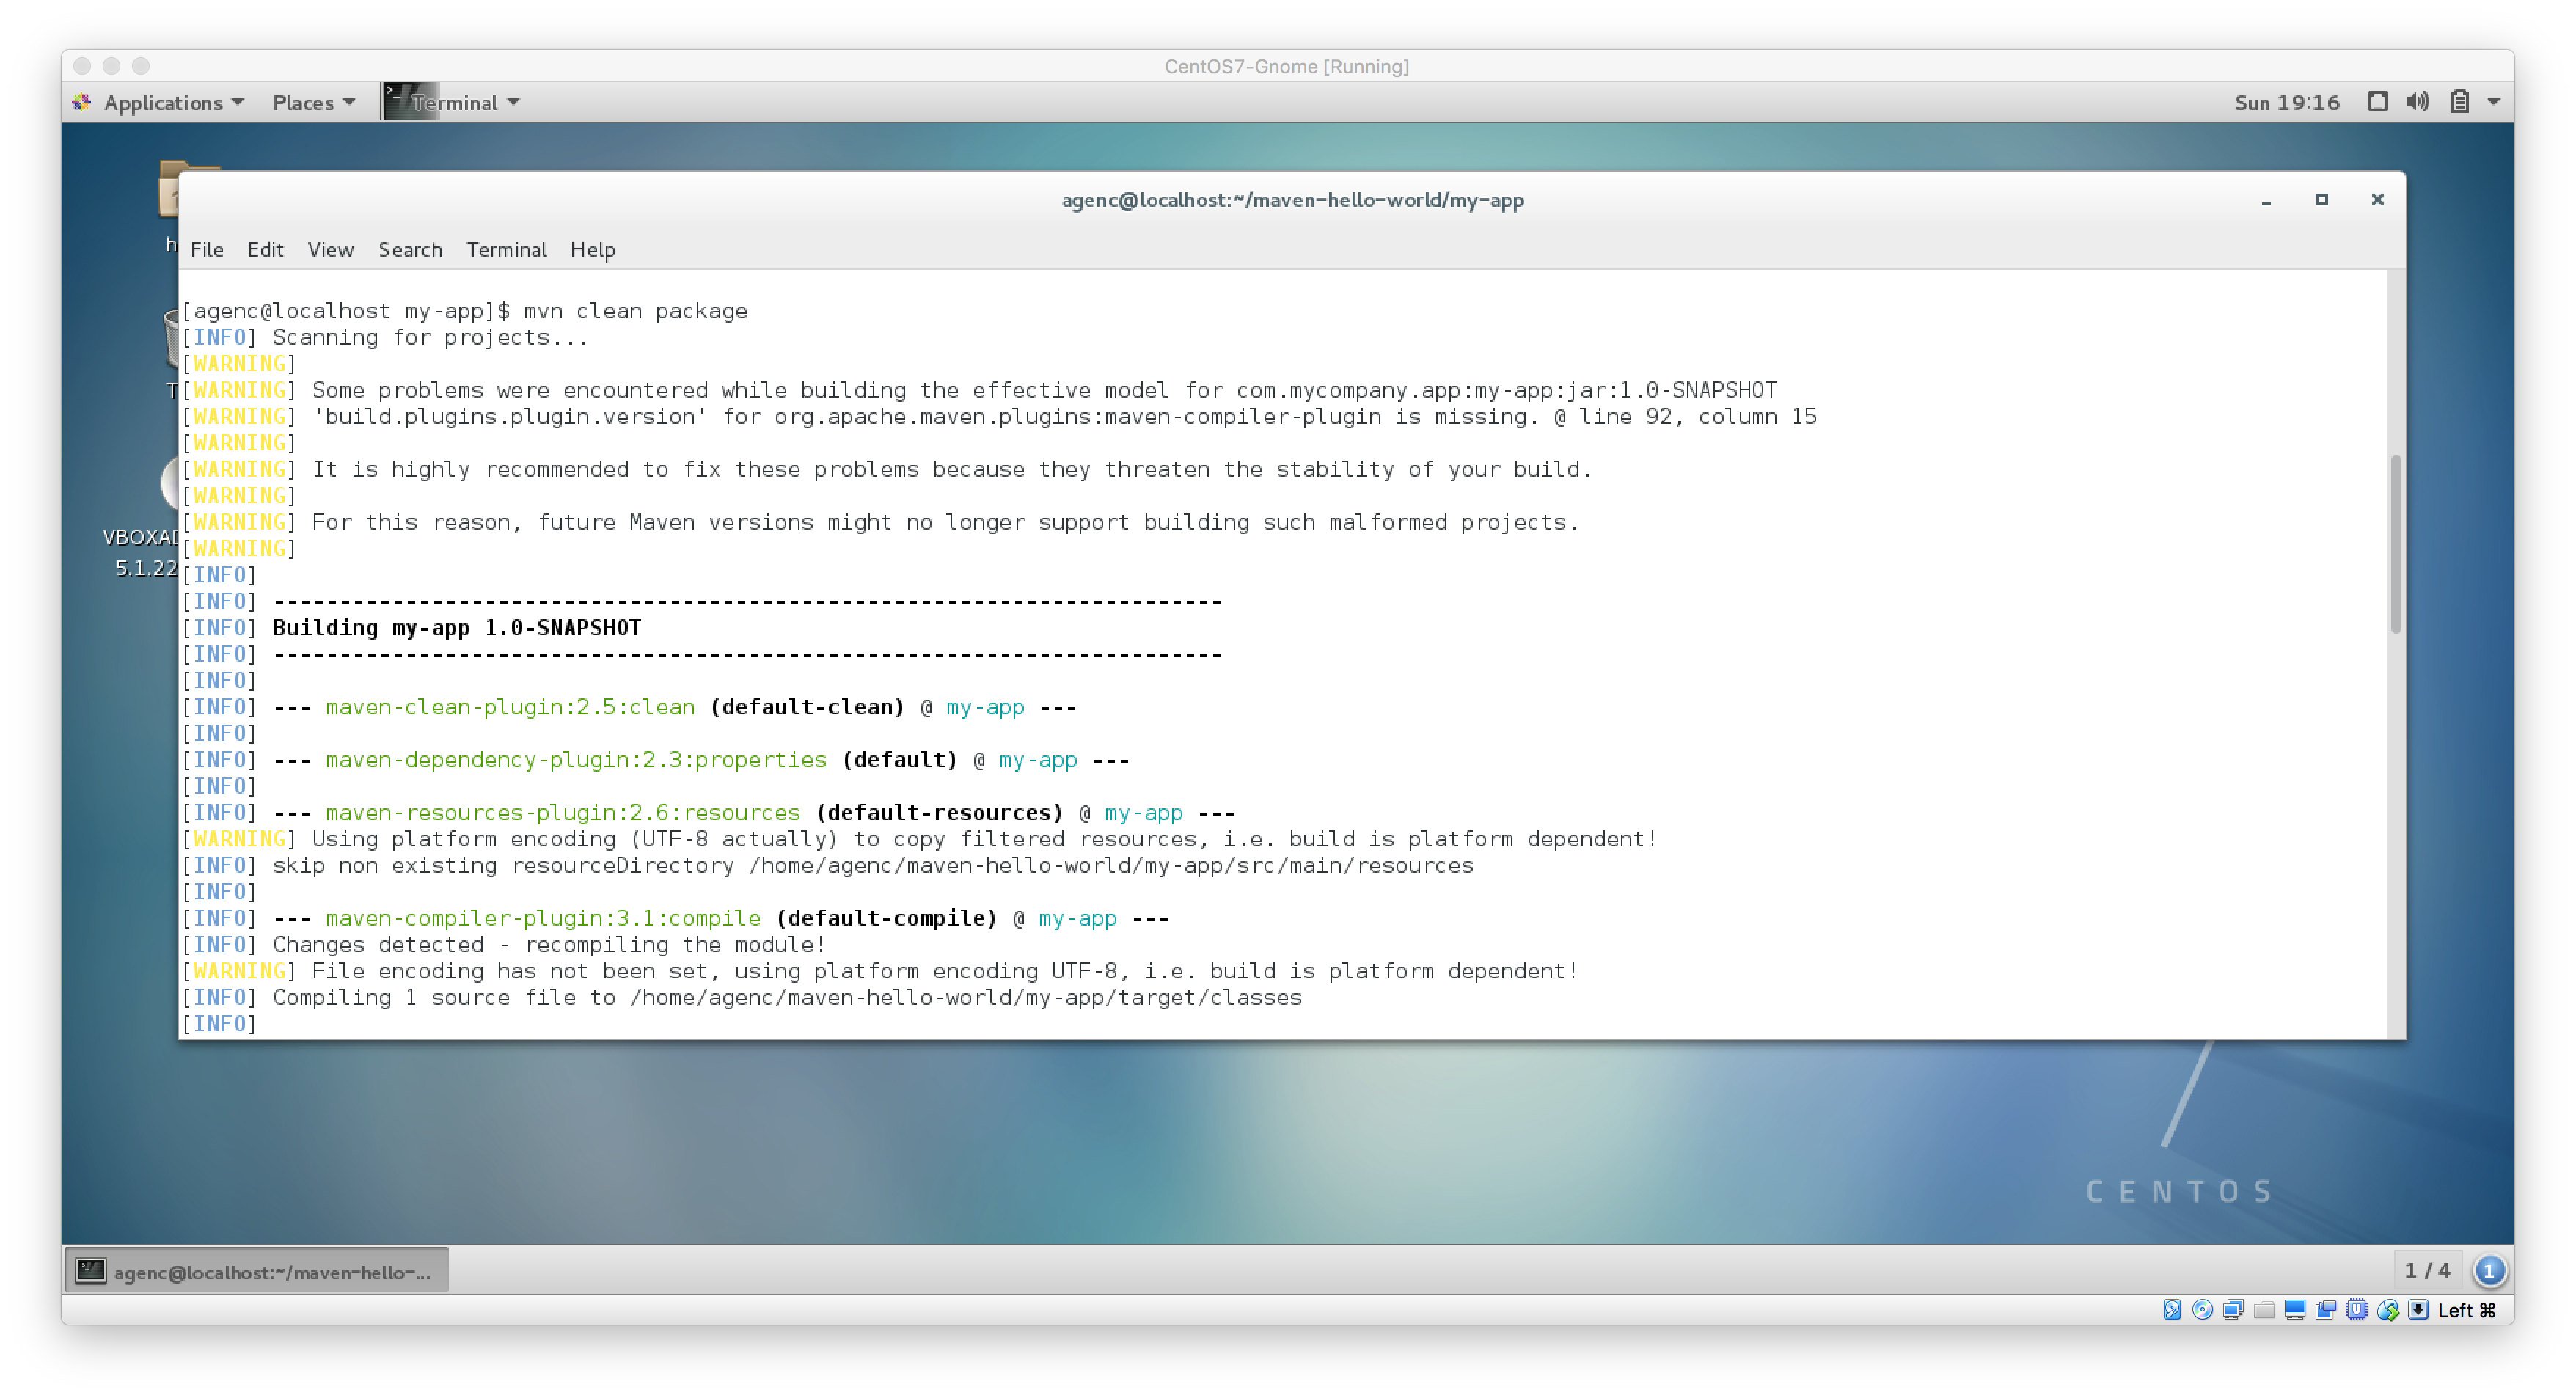 CentOS7-Gnome [Running]
Applications Places Terminal Sun 19:16
agenc@localhost:~/maven-hello-world/my-app
File Edit View Search Terminal Help
[agenc@localhost my-app]$ mvn clean package
[INFO] Scanning for projects...
[WARNING]
[WARNING] Some problems were encountered while building the effective model for com.mycompany.app:my-app:jar:1.0-SNAPSHOT
[WARNING] 'build.plugins.plugin.version' for org.apache.maven.plugins:maven-compiler-plugin is missing. @ line 92, column 15
[WARNING]
[WARNING] It is highly recommended to fix these problems because they threaten the stability of your build.
[WARNING]
[WARNING] For this reason, future Maven versions might no longer support building such malformed projects.
[WARNING]
[INFO]
[INFO] ------------------------------------------------------------------------
[INFO] Building my-app 1.0-SNAPSHOT
[INFO] ------------------------------------------------------------------------
[INFO]
[INFO] --- maven-clean-plugin:2.5:clean (default-clean) @ my-app ---
[INFO]
[INFO] --- maven-dependency-plugin:2.3:properties (default) @ my-app ---
[INFO]
[INFO] --- maven-resources-plugin:2.6:resources (default-resources) @ my-app ---
[WARNING] Using platform encoding (UTF-8 actually) to copy filtered resources, i.e. build is platform dependent!
[INFO] skip non existing resourceDirectory /home/agenc/maven-hello-world/my-app/src/main/resources
[INFO]
[INFO] --- maven-compiler-plugin:3.1:compile (default-compile) @ my-app ---
[INFO] Changes detected - recompiling the module!
[WARNING] File encoding has not been set, using platform encoding UTF-8, i.e. build is platform dependent!
[INFO] Compiling 1 source file to /home/agenc/maven-hello-world/my-app/target/classes
[INFO]
h
T
VBOXAD
5.1.22
CENTOS
agenc@localhost:~/maven-hello-...
1 / 4
1
Left ⌘